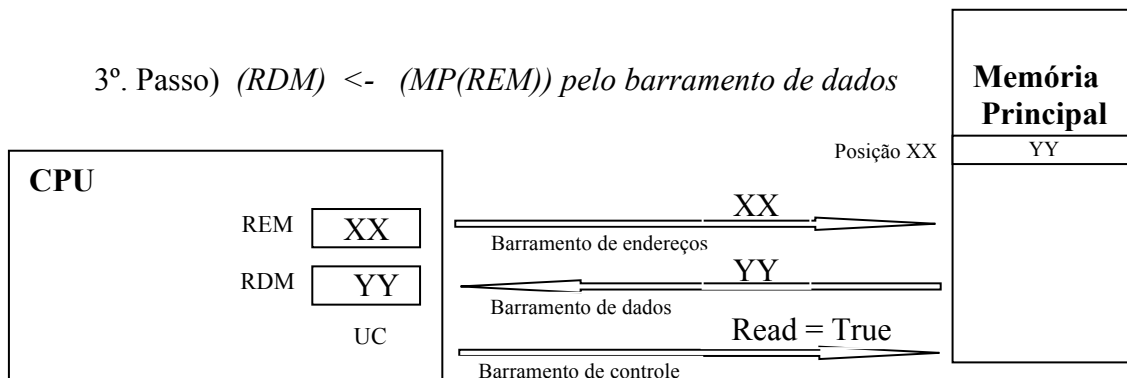 3º. Passo) (RDM) <- (MP(REM)) pelo barramento de dados
Memória
Principal
Posição XX
YY
CPU
REM
XX
XX
Barramento de endereços
RDM
YY
YY
Barramento de dados
UC
Read = True
Barramento de controle